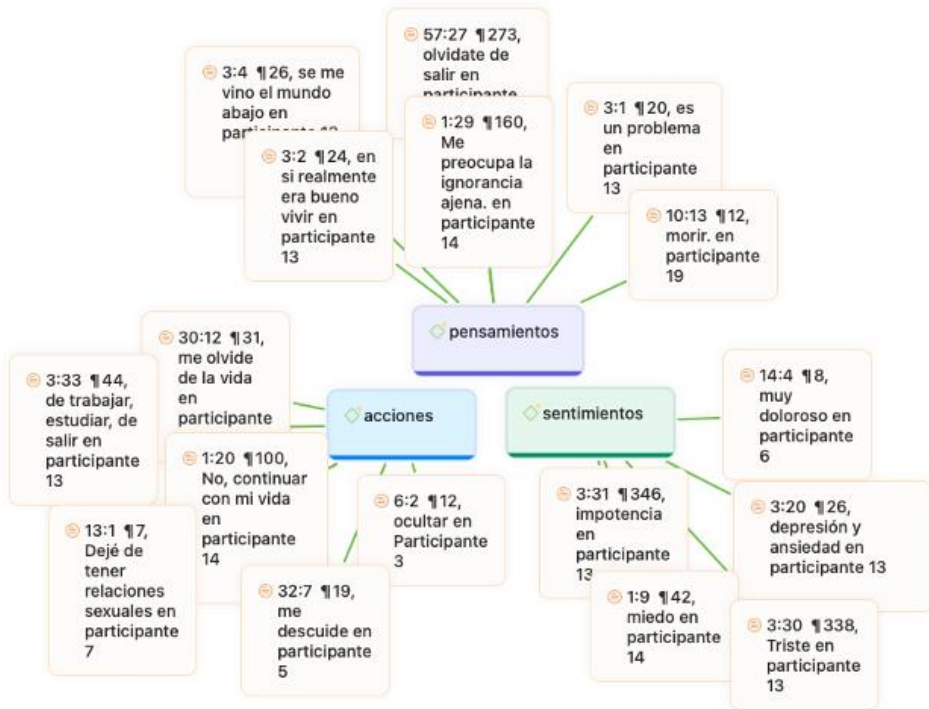 57:27 ¶273,
olvidate de
salir en
participante
3:4 ¶26, se me
vino el mundo
abajo en
participante 13
1:29 ¶160,
Me
preocupa la
ignorancia
ajena. en
participante
14
3:1 ¶20, es
un problema
en
participante
13
3:2 ¶24, en
si realmente
era bueno
vivir en
participante
13
10:13 ¶12,
morir. en
participante
19
pensamientos
30:12 ¶31,
me olvide
de la vida
en
participante
3:33 ¶44,
de trabajar,
estudiar, de
salir en
participante
13
acciones
sentimientos
14:4 ¶8,
muy
doloroso en
participante
6
1:20 ¶100,
No, continuar
con mi vida
en
participante
14
6:2 ¶12,
ocultar en
Participante
3
3:31 ¶346,
impotencia
en
participante
13
3:20 ¶26,
depresión y
ansiedad en
participante 13
13:1 ¶7,
Dejé de
tener
relaciones
sexuales en
participante
7
32:7 ¶19,
me
descuide en
participante
5
1:9 ¶42,
miedo en
participante
14
3:30 ¶338,
Triste en
participante
13